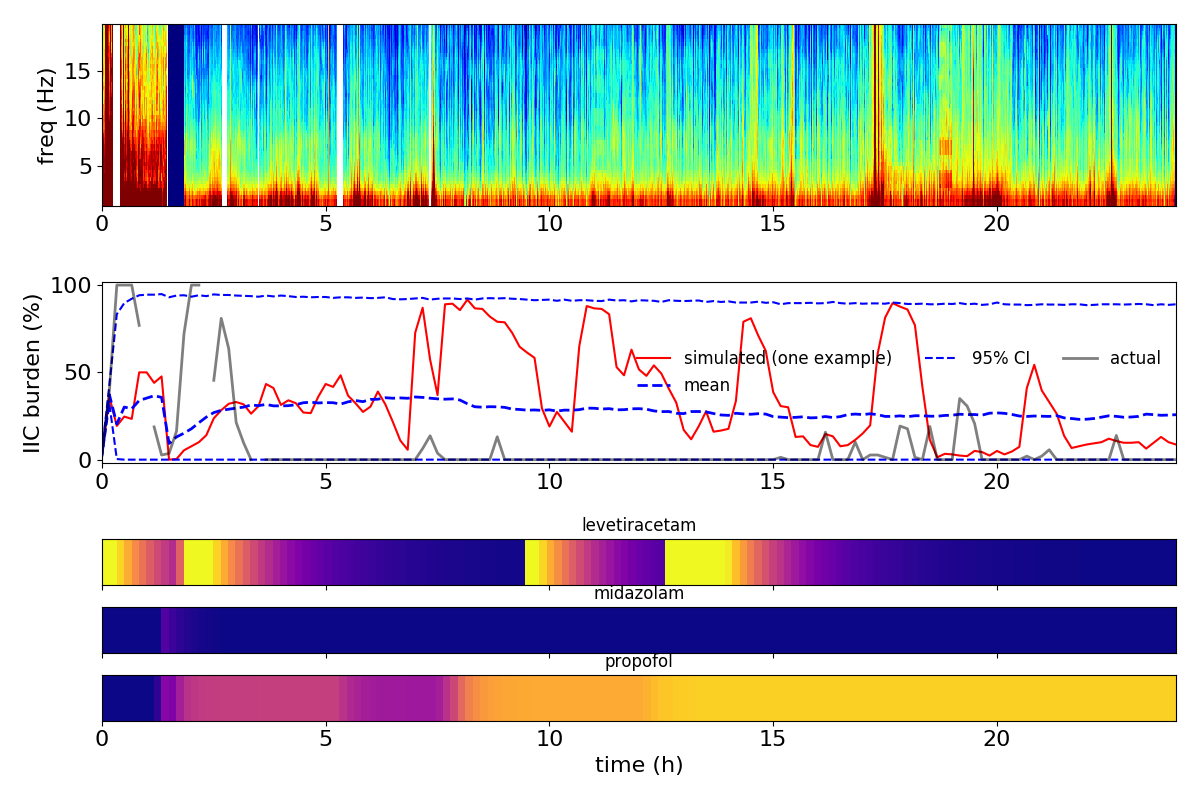 freq (Hz)
15
10
5
0 5 10 15 20
IIC burden (%)
100
50
0
simulated (one example) 95% CI actual
mean
0 5 10 15 20
levetiracetam
midazolam
propofol
0 5 10 15 20
time (h)